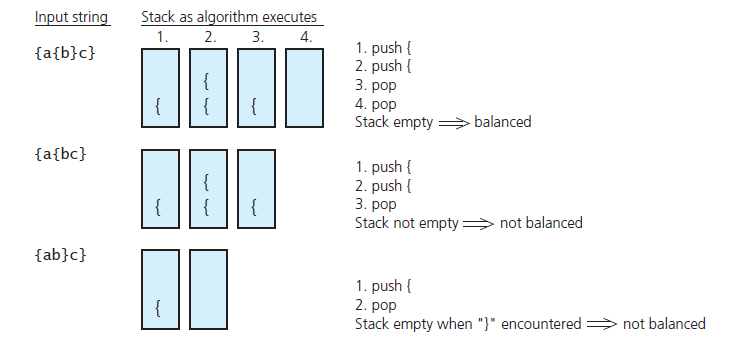 Input string Stack as algorithm executes
1. 2. 3. 4.
{a{b}c}
{
{ { {
1. push {
2. push {
3. pop
4. pop
Stack empty ⟹ balanced
{a{bc}
{
{ { {
1. push {
2. push {
3. pop
Stack not empty ⟹ not balanced
{ab}c}
{
1. push {
2. pop
Stack empty when "}" encountered ⟹ not balanced